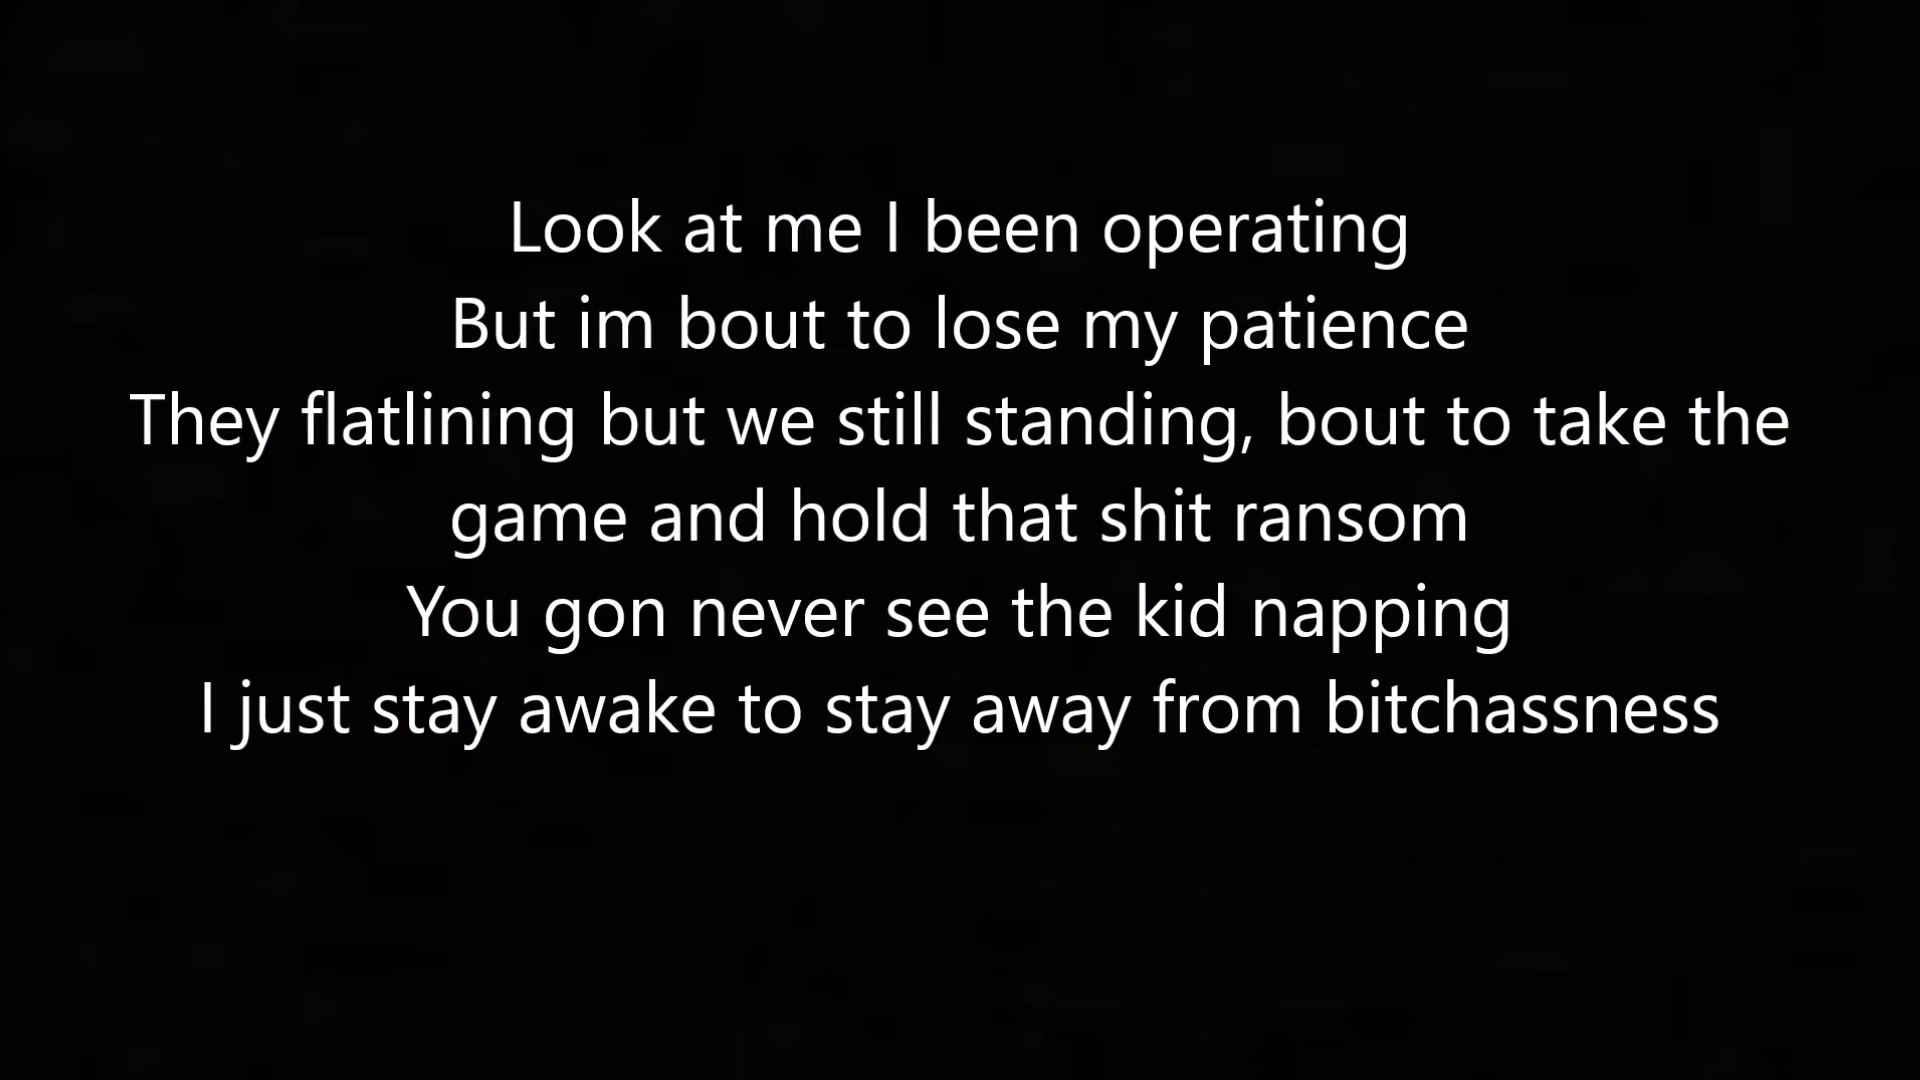 Look at me I been operating
But im bout to lose my patience
They flatlining but we still standing, bout to take the
game and hold that shit ransom
You gon never see the kid napping
I just stay awake to stay away from bitchassness